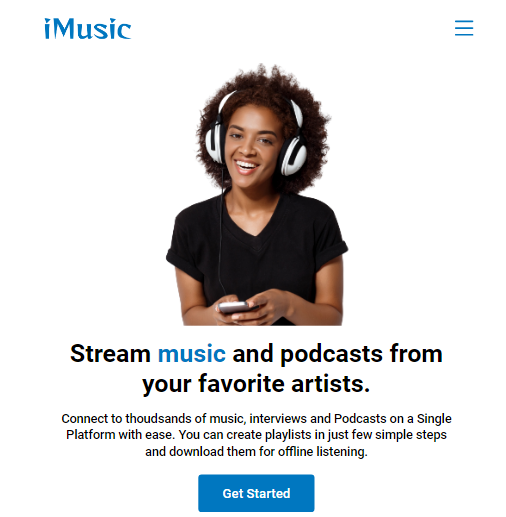 iMusic
Stream music and podcasts from
your favorite artists.
Connect to thoudsands of music, interviews and Podcasts on a Single
Platform with ease. You can create playlists in just few simple steps
and download them for offline listening.
Get Started